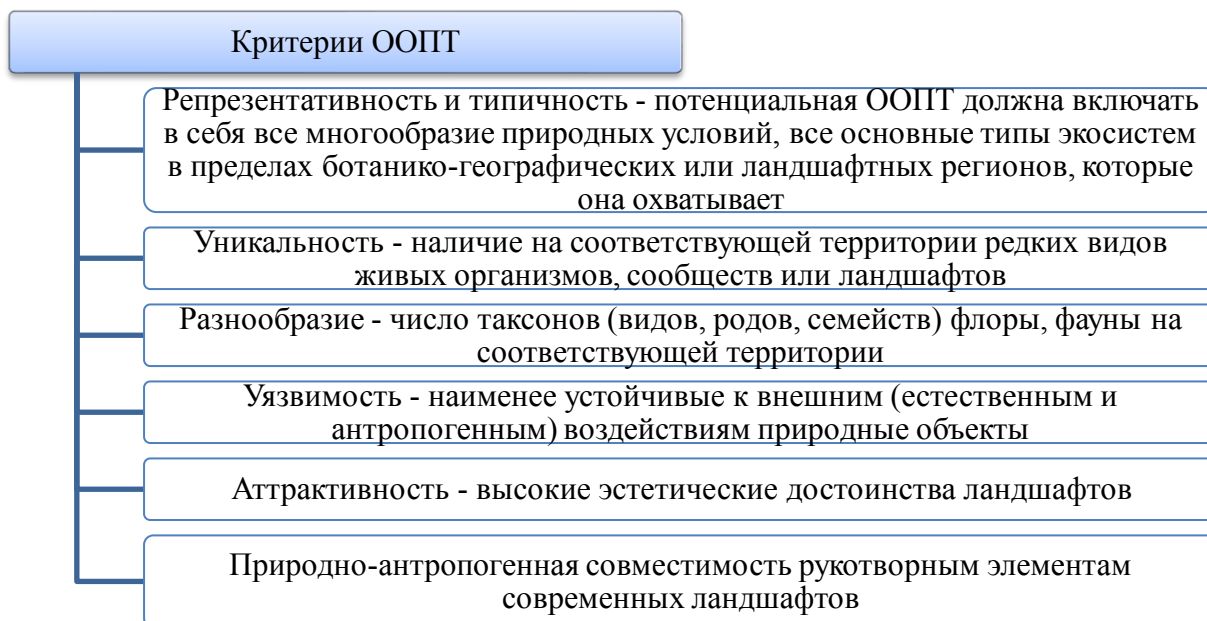 Критерии ООПТ
Репрезентативность и типичность - потенциальная ООПТ должна включать
в себя все многообразие природных условий, все основные типы экосистем
в пределах ботанико-географических или ландшафтных регионов, которые
она охватывает
Уникальность - наличие на соответствующей территории редких видов
живых организмов, сообществ или ландшафтов
Разнообразие - число таксонов (видов, родов, семейств) флоры, фауны на
соответствующей территории
Уязвимость - наименее устойчивые к внешним (естественным и
антропогенным) воздействиям природные объекты
Аттрактивность - высокие эстетические достоинства ландшафтов
Природно-антропогенная совместимость рукотворным элементам
современных ландшафтов